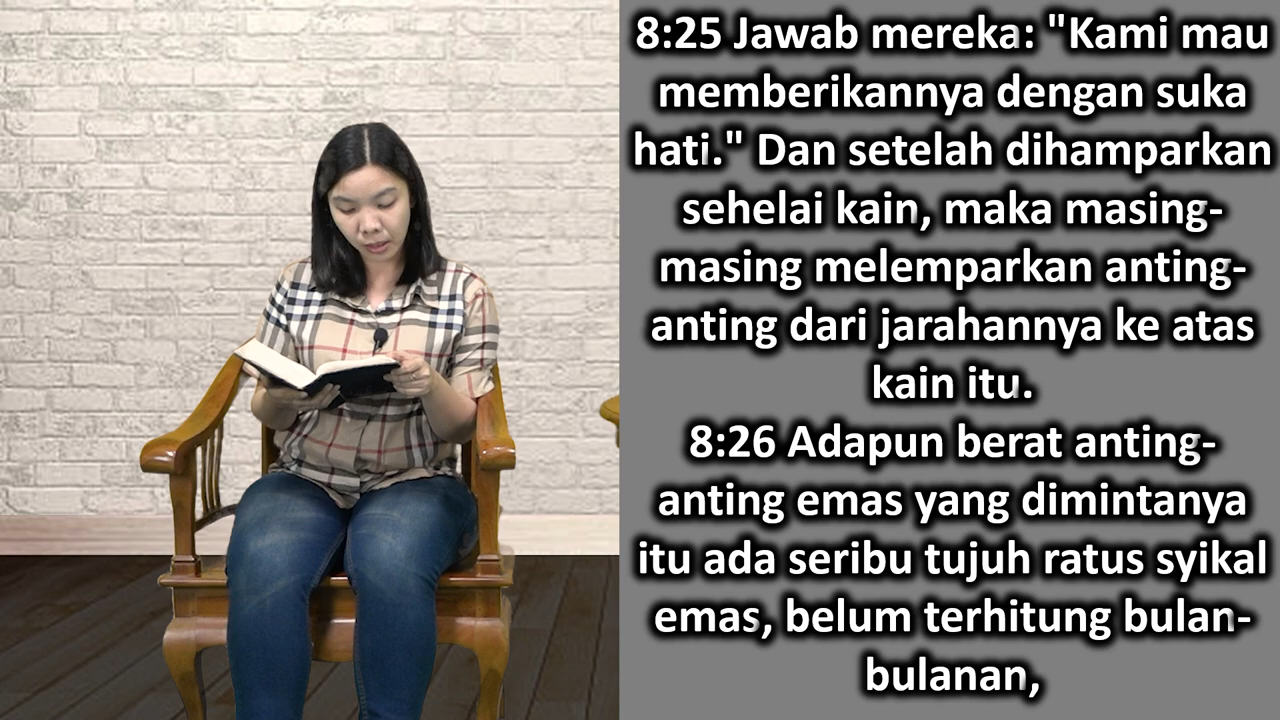 8:25 Jawab mereka: "Kami mau
memberikannya dengan suka
hati." Dan setelah dihamparkan
sehelai kain, maka masing-
masing melemparkan anting-
anting dari jarahannya ke atas
kain itu.
8:26 Adapun berat anting-
anting emas yang dimintanya
itu ada seribu tujuh ratus syikal
emas, belum terhitung bulan-
bulanan,